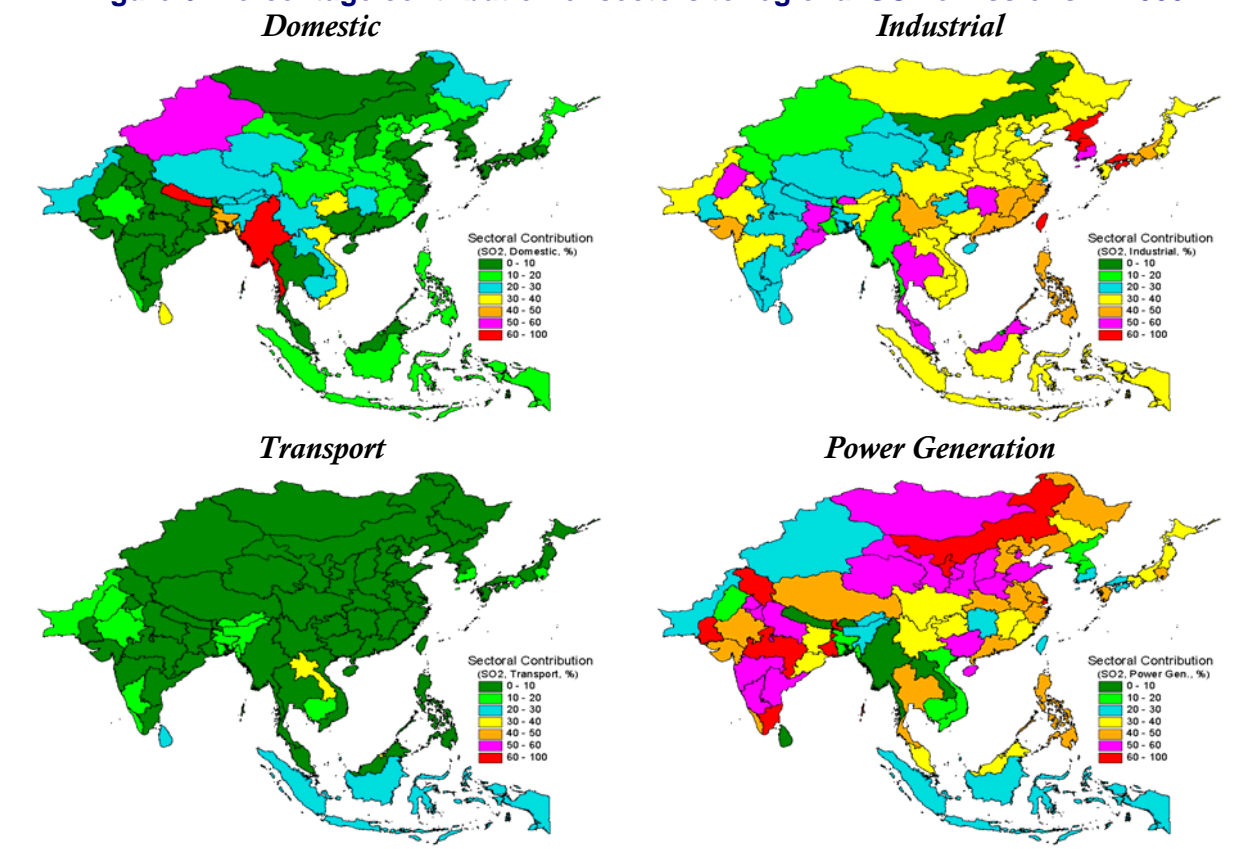 Domestic
Industrial
Sectoral Contribution
(SO2, Domestic, %)
0 - 10
10 - 20
20 - 30
30 - 40
40 - 50
50 - 60
60 - 100
Sectoral Contribution
(SO2, Industrial, %)
0 - 10
10 - 20
20 - 30
30 - 40
40 - 50
50 - 60
60 - 100
Transport
Power Generation
Sectoral Contribution
(SO2, Transport, %)
0 - 10
10 - 20
20 - 30
30 - 40
40 - 50
50 - 60
60 - 100
Sectoral Contribution
(SO2, Power Gen., %)
0 - 10
10 - 20
20 - 30
30 - 40
40 - 50
50 - 60
60 - 100